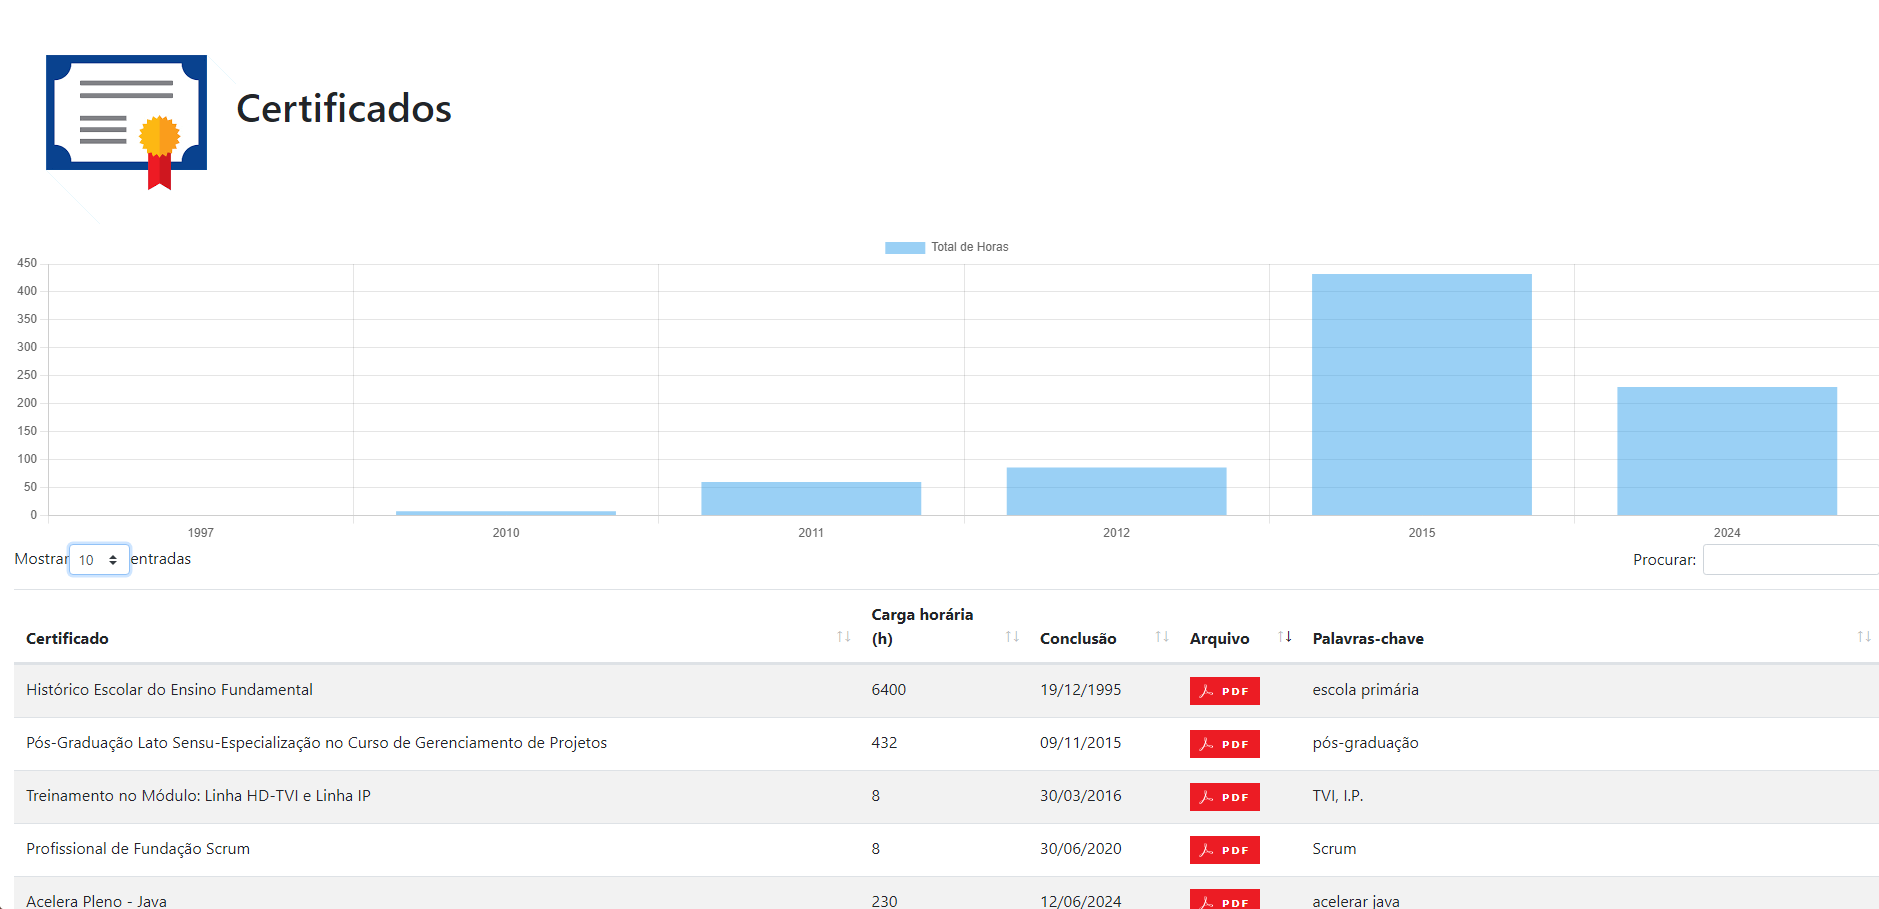 Certificados
Total de Horas
450
400
350
300
250
200
150
100
50
0
1997 2010 2011 2012 2015 2024
Mostrar 10 entradas
Procurar:
Certificado Carga horária (h) Conclusão Arquivo Palavras-chave
Histórico Escolar do Ensino Fundamental 6400 19/12/1995 PDF escola primária
Pós-Graduação Lato Sensu-Especialização no Curso de Gerenciamento de Projetos 432 09/11/2015 PDF pós-graduação
Treinamento no Módulo: Linha HD-TVI e Linha IP 8 30/03/2016 PDF TVI, I.P.
Profissional de Fundação Scrum 8 30/06/2020 PDF Scrum
Acelera Pleno - Java 230 12/06/2024 PDF acelerar java